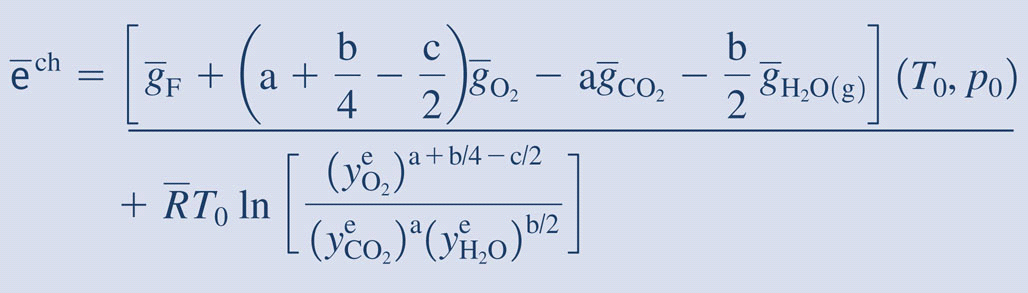 ē^ch = [ḡ_F + (a + b/4 − c/2)ḡ_O₂ − aḡ_CO₂ − b/2 ḡ_H₂O(g)] (T₀, p₀)
+ R̄T₀ ln [(y^e_O₂)^(a + b/4 − c/2) / (y^e_CO₂)^a (y^e_H₂O)^(b/2)]